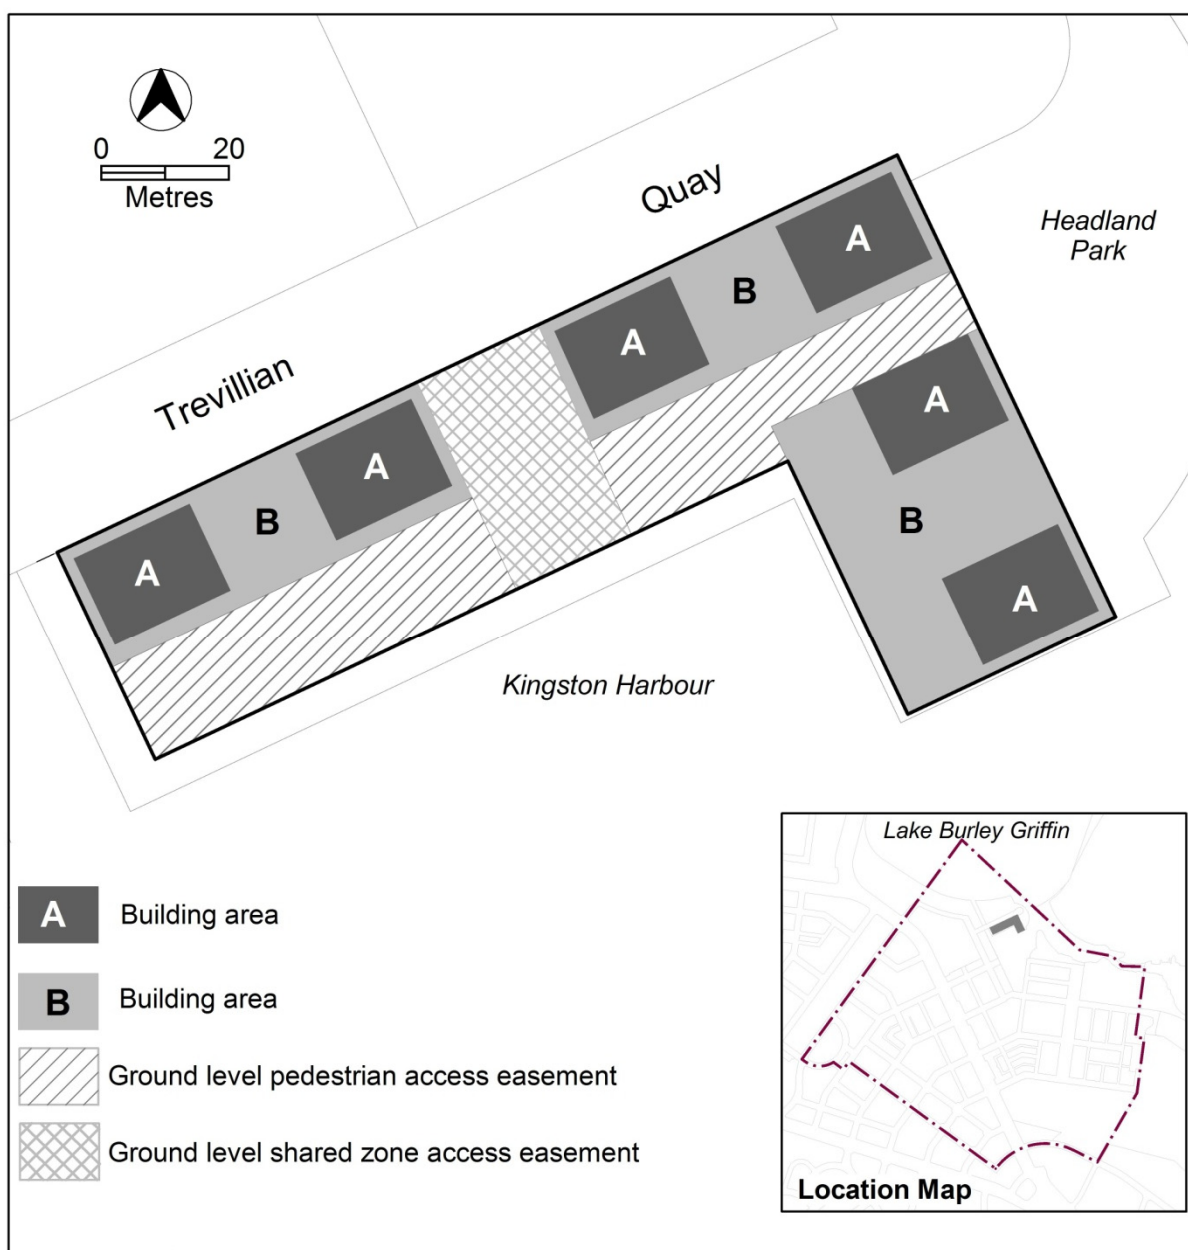 0 20
Metres
Quay
Headland
Park
A
B
A
Trevillian
A
A
B
B
A
A
Kingston Harbour
A Building area
B Building area
Ground level pedestrian access easement
Ground level shared zone access easement
Lake Burley Griffin
Location Map